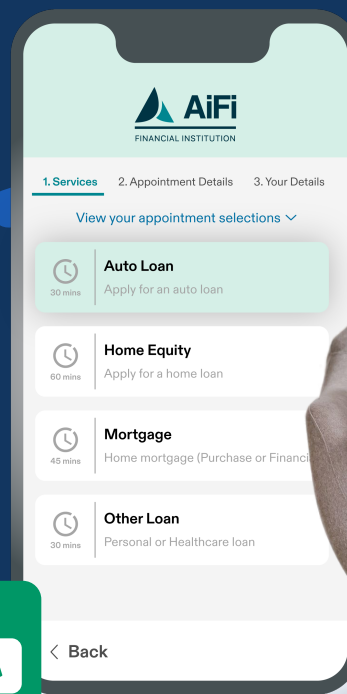 AiFi
FINANCIAL INSTITUTION
1. Services 2. Appointment Details 3. Your Details
View your appointment selections
Auto Loan
30 mins
Apply for an auto loan
Home Equity
60 mins
Apply for a home loan
Mortgage
45 mins
Home mortgage (Purchase or Financi
Other Loan
30 mins
Personal or Healthcare loan
Back